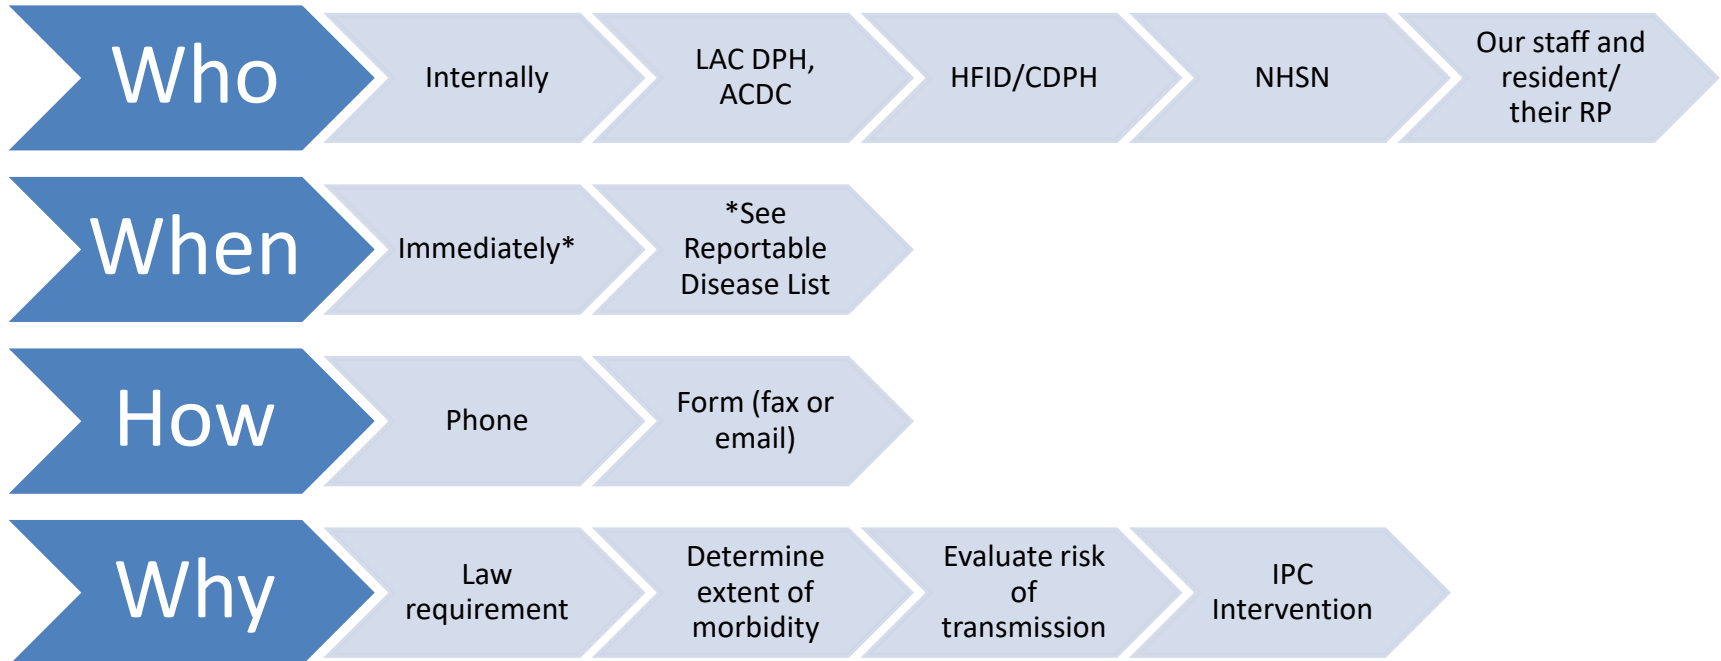 Who
Internally
LAC DPH,
ACDC
HFID/CDPH
NHSN
Our staff and
resident/
their RP
When
Immediately*
*See
Reportable
Disease List
How
Phone
Form (fax or
email)
Why
Law
requirement
Determine
extent of
morbidity
Evaluate risk
of
transmission
IPC
Intervention